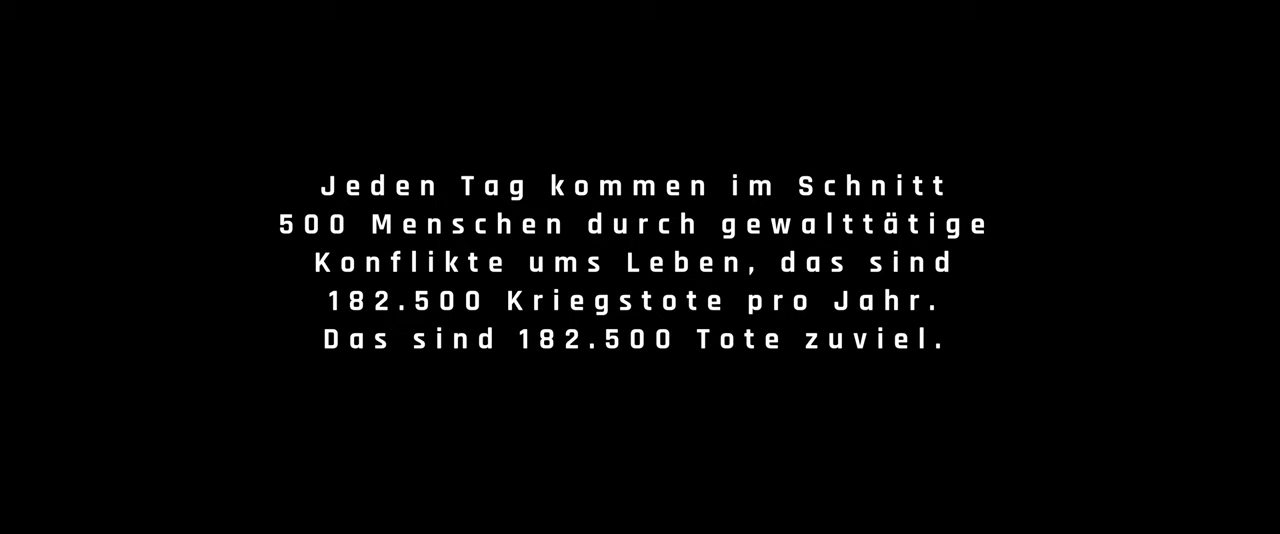 Jeden Tag kommen im Schnitt
500 Menschen durch gewalttätige
Konflikte ums Leben, das sind
182.500 Kriegstote pro Jahr.
Das sind 182.500 Tote zuviel.